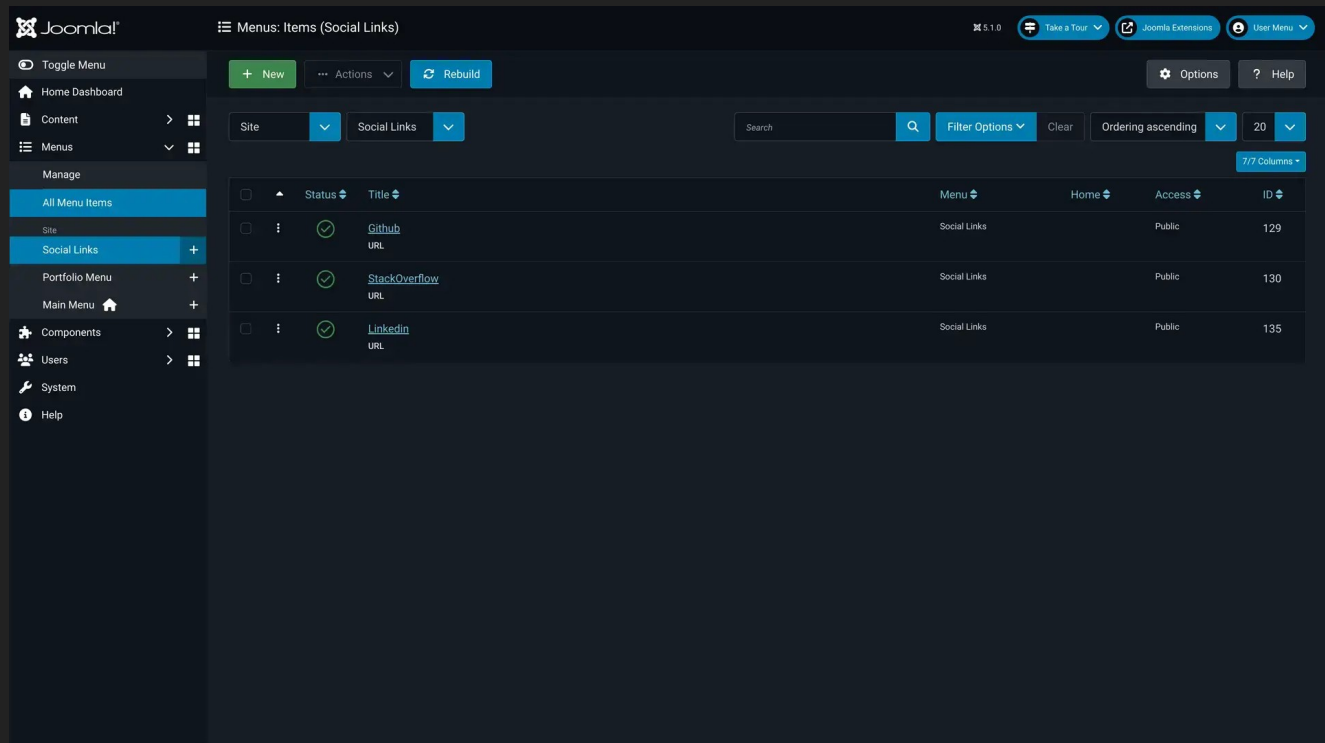 Joomla!®
Menus: Items (Social Links)
5.1.0
Take a Tour
Joomla Extensions
User Menu
Toggle Menu
Home Dashboard
Content
Menus
Manage
All Menu Items
Site
Social Links
Portfolio Menu
Main Menu
Components
Users
System
Help
New
Actions
Rebuild
Options
? Help
Site
Social Links
Search
Filter Options
Clear
Ordering ascending
20
7/7 Columns
Status Title Menu Home Access ID
Github Social Links Public 129
URL
StackOverflow Social Links Public 130
URL
Linkedin Social Links Public 135
URL